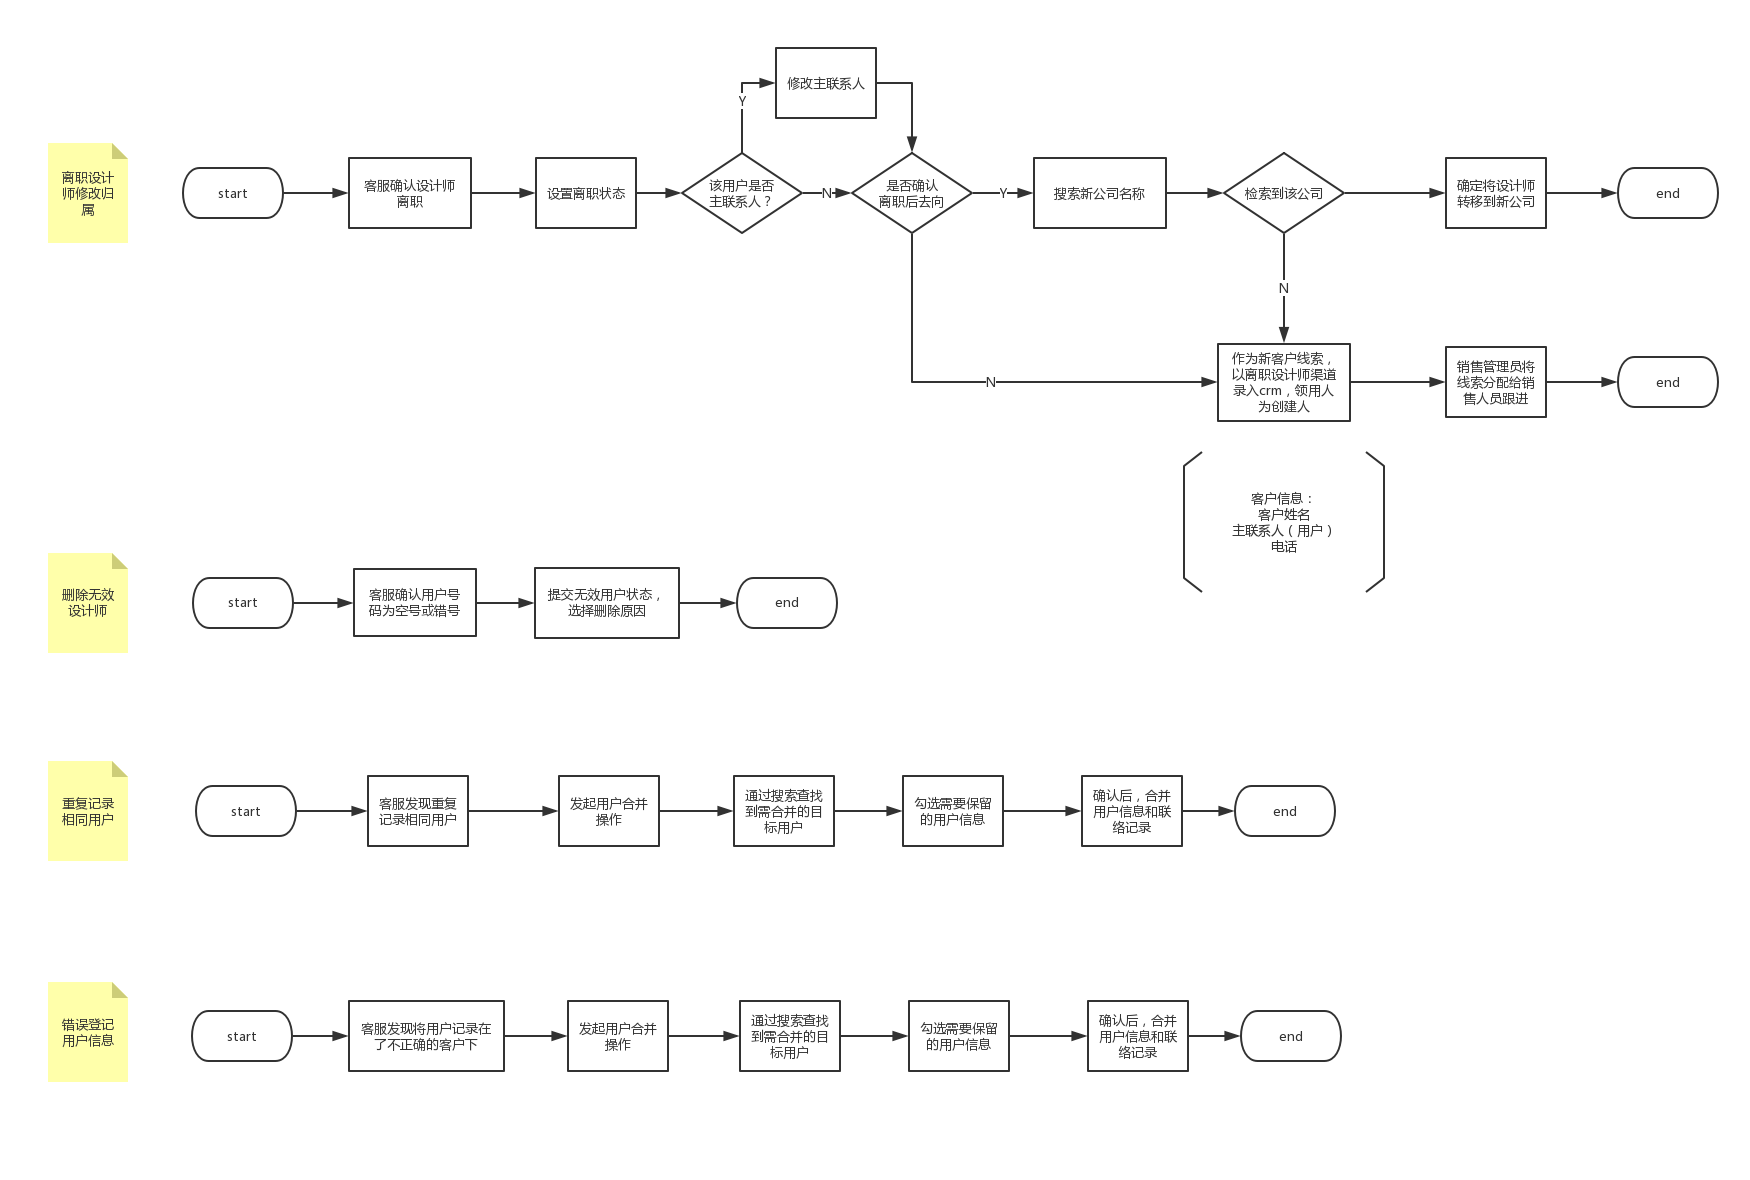 修改主联系人
Y
离职设计
师修改归
属
start
客服确认设计师
离职
设置离职状态
该用户是否
主联系人？
N
是否确认
离职后去向
Y
搜索新公司名称
检索到该公司
确定将设计师
转移到新公司
end
N
N
作为新客户线索，
以离职设计师渠道
录入crm，领用人
为创建人
销售管理员将
线索分配给销
售人员跟进
end
客户信息：
客户姓名
主联系人（用户）
电话
删除无效
设计师
start
客服确认用户号
码为空号或错号
提交无效用户状态，
选择删除原因
end
重复记录
相同用户
start
客服发现重复
记录相同用户
发起用户合并
操作
通过搜索查找
到需合并的目
标用户
勾选需要保留
的用户信息
确认后，合并
用户信息和联
络记录
end
错误登记
用户信息
start
客服发现将用户记录在
了不正确的客户下
发起用户合并
操作
通过搜索查找
到需合并的目
标用户
勾选需要保留
的用户信息
确认后，合并
用户信息和联
络记录
end